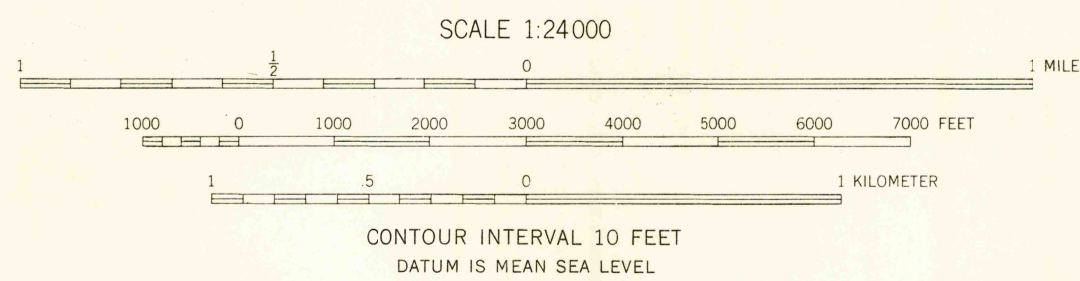 SCALE 1:24000
1 1/2 0 1 MILE
1000 0 1000 2000 3000 4000 5000 6000 7000 FEET
1 .5 0 1 KILOMETER
CONTOUR INTERVAL 10 FEET
DATUM IS MEAN SEA LEVEL